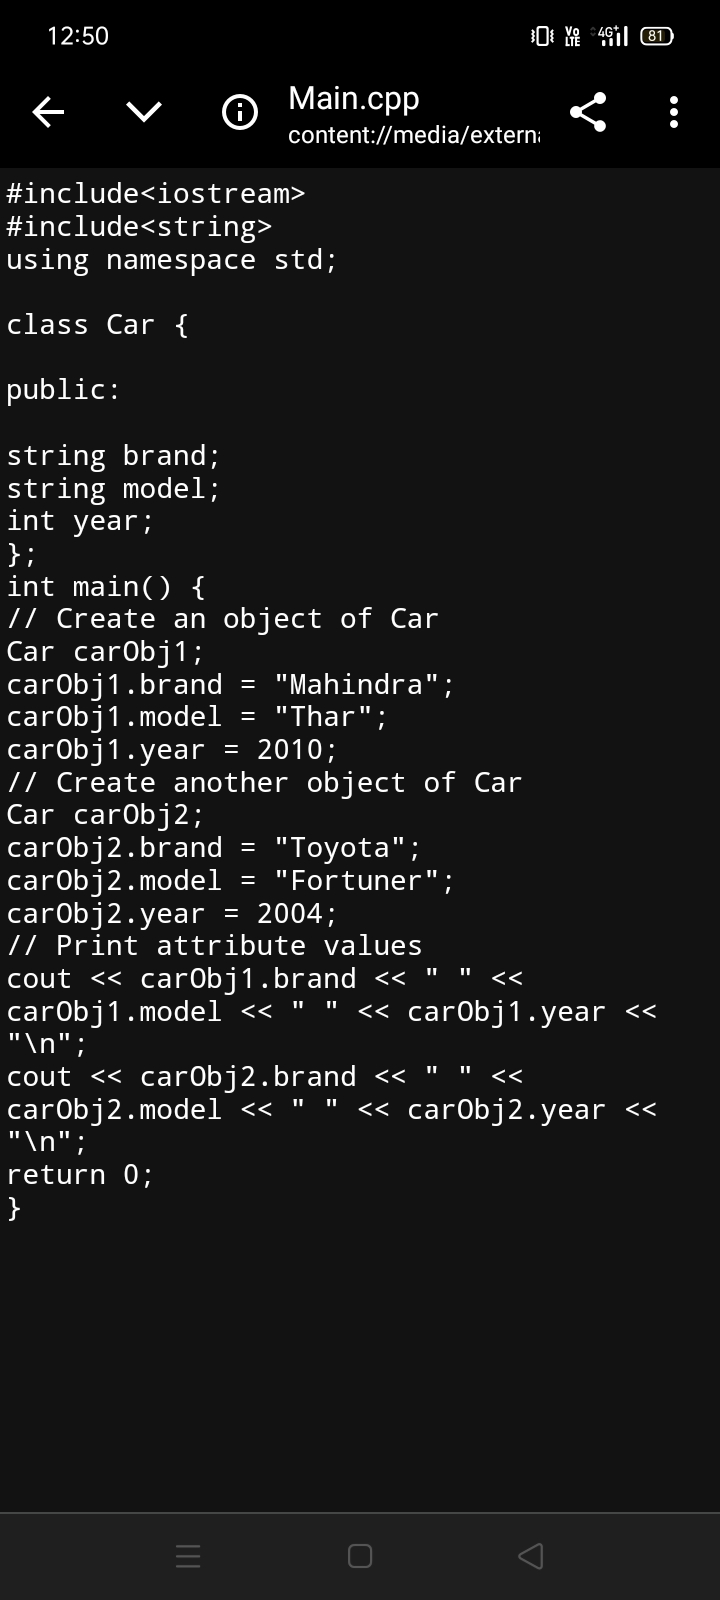 12:50
Vo
LTE
4G+
81
Main.cpp
content://media/externa
#include<iostream>
#include<string>
using namespace std;
class Car {
public:
string brand;
string model;
int year;
};
int main() {
// Create an object of Car
Car carObj1;
carObj1.brand = "Mahindra";
carObj1.model = "Thar";
carObj1.year = 2010;
// Create another object of Car
Car carObj2;
carObj2.brand = "Toyota";
carObj2.model = "Fortuner";
carObj2.year = 2004;
// Print attribute values
cout << carObj1.brand << " " <<
carObj1.model << " " << carObj1.year <<
"\n";
cout << carObj2.brand << " " <<
carObj2.model << " " << carObj2.year <<
"\n";
return 0;
}